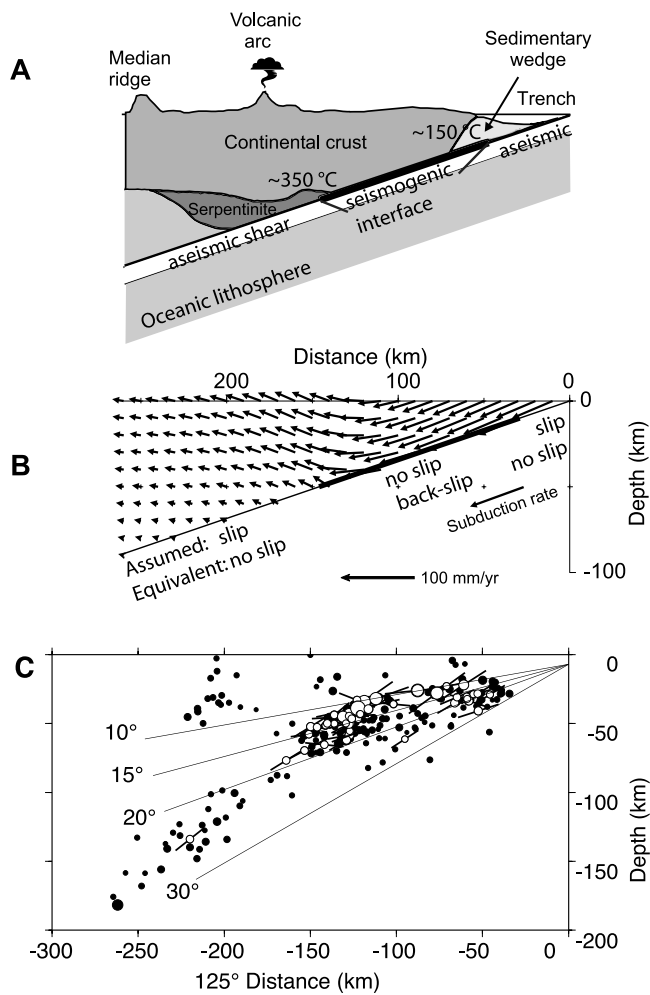 A
Median
ridge
Volcanic
arc
Sedimentary
wedge
Trench
~150 °C
Continental crust
aseismic
~350 °C
seismogenic
interface
Serpentinite
aseismic shear
Oceanic lithosphere
Distance (km)
200
100
0
0
B
slip
no slip
no slip
back-slip
Subduction rate
Depth (km)
Assumed: slip
Equivalent: no slip
100 mm/yr
-100
C
0
10°
-50
15°
20°
-100
30°
-150
Depth (km)
-200
-300
-250
-200
-150
-100
-50
0
125° Distance (km)